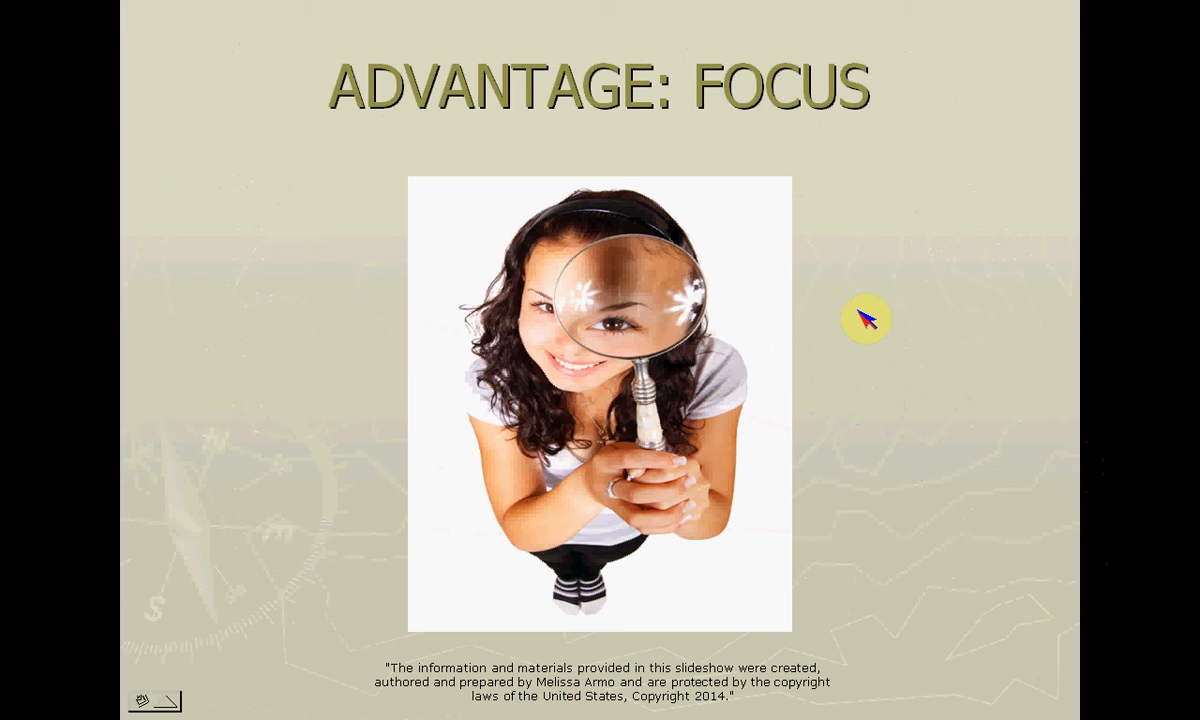 ADVANTAGE: FOCUS
"The information and materials provided in this slideshow were created,
authored and prepared by Melissa Armo and are protected by the copyright
laws of the United States, Copyright 2014."
S